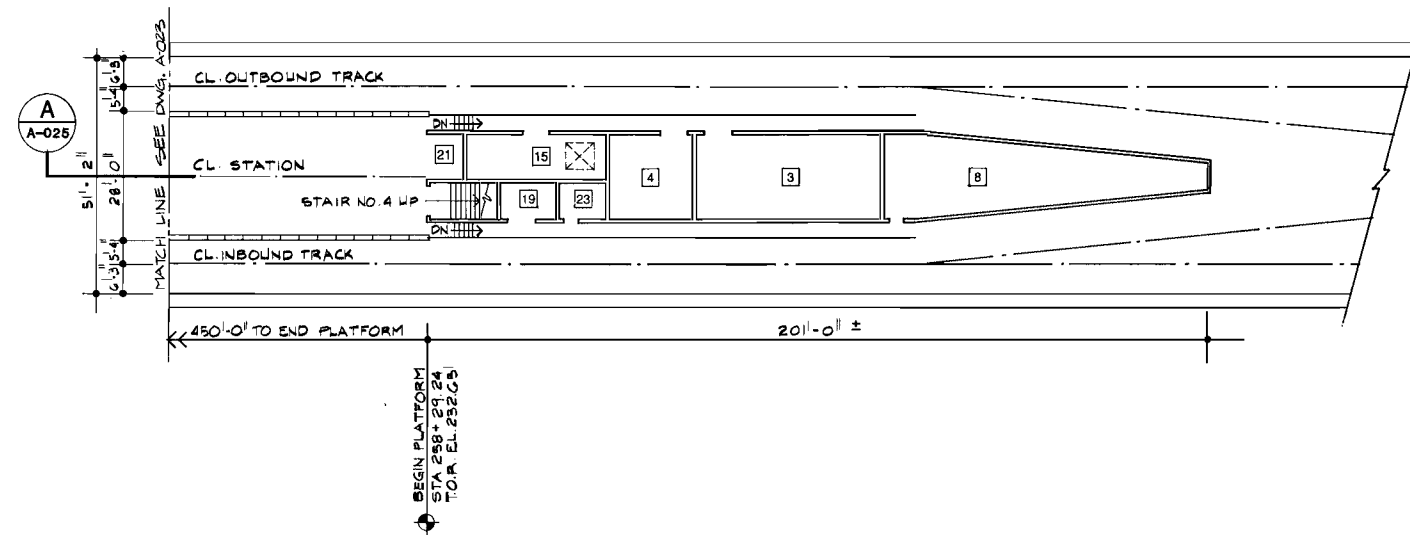 MATCH LINE SEE DWG. A-023
CL. OUTBOUND TRACK
6'-3"
5'-4"
A
A-025
DN
21
15
CL. STATION
4
3
8
51'-2"
28'-0"
STAIR NO. 4 UP
19
23
DN
5'-4"
CL. INBOUND TRACK
6'-3"
450'-0" TO END PLATFORM
201'-0" ±
BEGIN PLATFORM
STA 258+29.24
T.O.R. EL. 232.63'